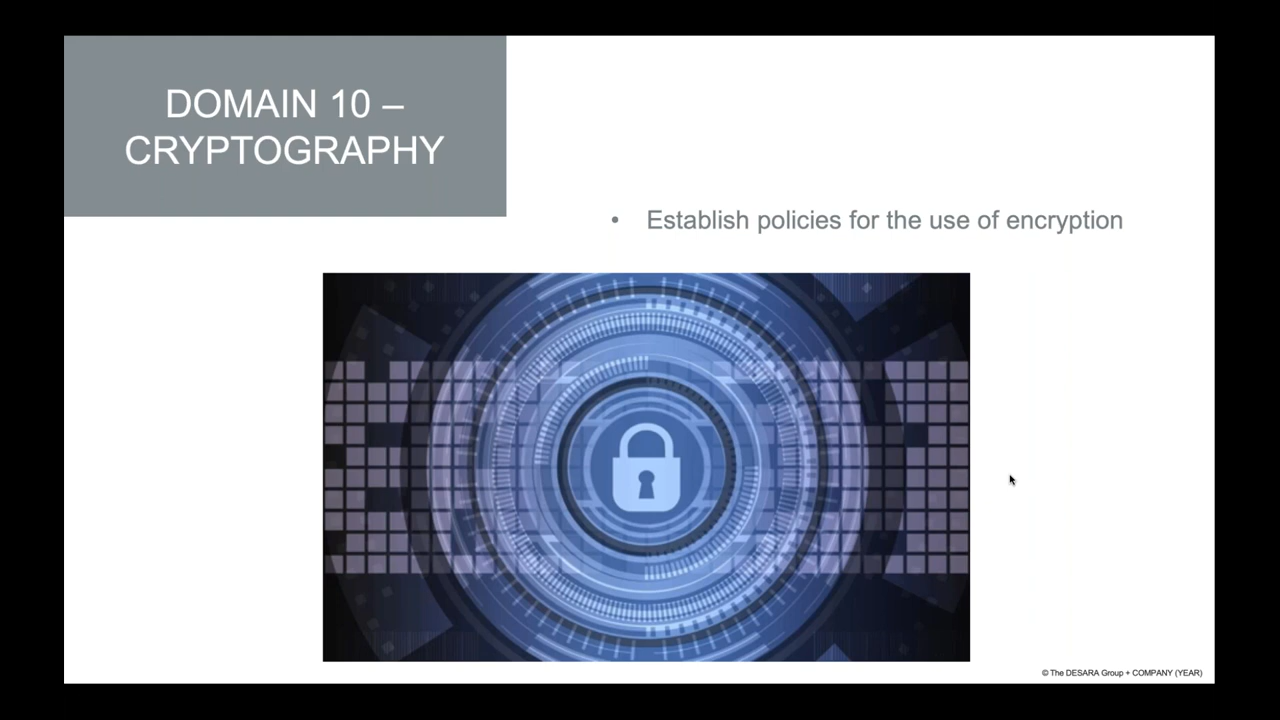 DOMAIN 10 –
CRYPTOGRAPHY
• Establish policies for the use of encryption
© The DESARA Group + COMPANY (YEAR)